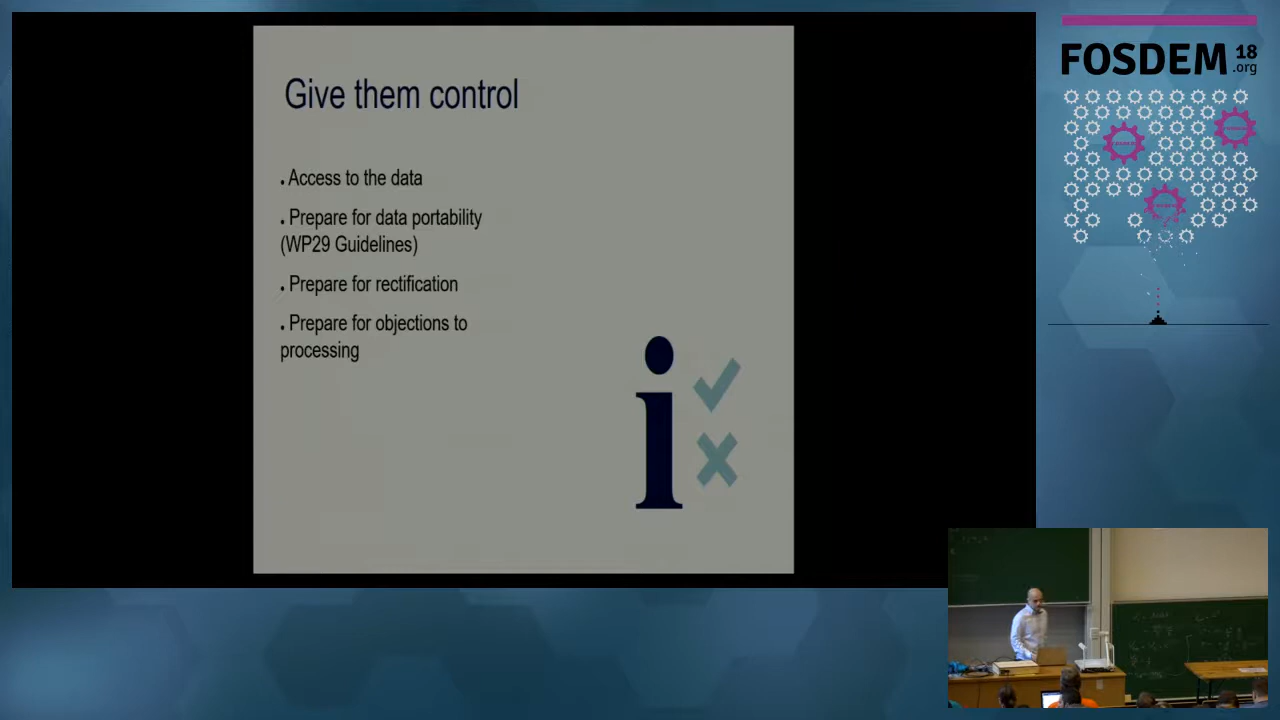 Give them control
. Access to the data
. Prepare for data portability
(WP29 Guidelines)
. Prepare for rectification
. Prepare for objections to
processing
i
FOSDEM 18
.org